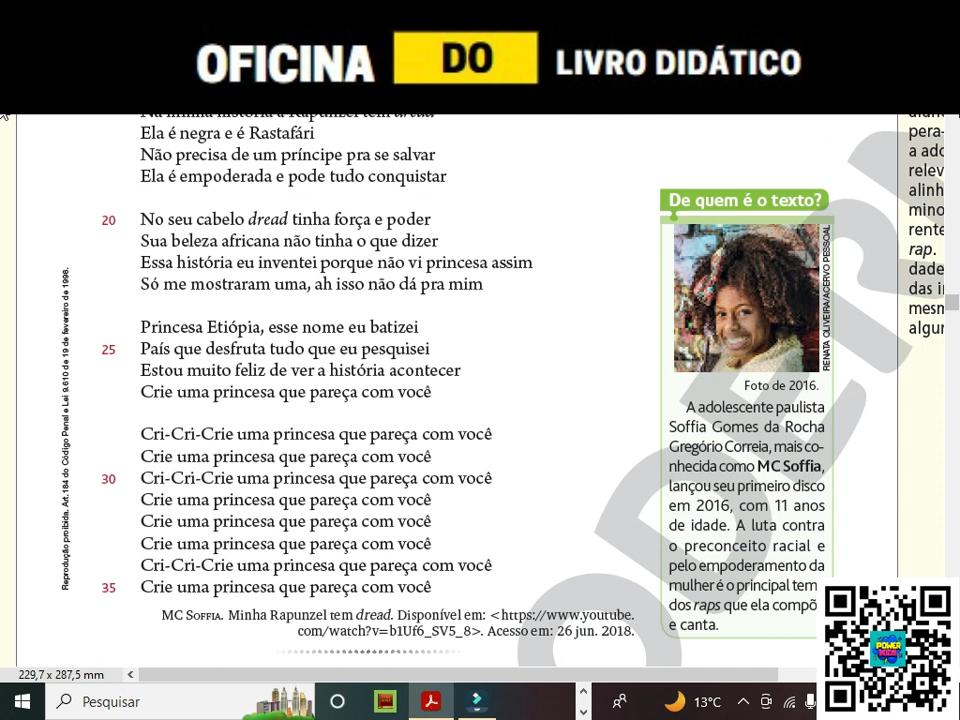 OFICINA DO LIVRO DIDÁTICO
Na minha história a Rapunzel tem dread
Ela é negra e é Rastafári
Não precisa de um príncipe pra se salvar
Ela é empoderada e pode tudo conquistar
20 No seu cabelo dread tinha força e poder
Sua beleza africana não tinha o que dizer
Essa história eu inventei porque não vi princesa assim
Só me mostraram uma, ah isso não dá pra mim
Princesa Etiópia, esse nome eu batizei
25 País que desfruta tudo que eu pesquisei
Estou muito feliz de ver a história acontecer
Crie uma princesa que pareça com você
Cri-Cri-Crie uma princesa que pareça com você
Crie uma princesa que pareça com você
30 Cri-Cri-Crie uma princesa que pareça com você
Crie uma princesa que pareça com você
Crie uma princesa que pareça com você
Crie uma princesa que pareça com você
Cri-Cri-Crie uma princesa que pareça com você
35 Crie uma princesa que pareça com você
MC SOFFIA. Minha Rapunzel tem dread. Disponível em: <https://www.youtube.
com/watch?v=b1Uf6_SV5_8>. Acesso em: 26 jun. 2018.
Reprodução proibida. Art.184 do Código Penal e Lei 9.610 de 19 de fevereiro de 1998.
De quem é o texto?
RENATA OLIVEIRA/ACERVO PESSOAL
Foto de 2016.
A adolescente paulista
Soffia Gomes da Rocha
Gregório Correia, mais co-
nhecida como MC Soffia,
lançou seu primeiro disco
em 2016, com 11 anos
de idade. A luta contra
o preconceito racial e
pelo empoderamento da
mulher é o principal tem
dos raps que ela compõ
e canta.
pera-
a ado
relev
alinh
mino
rente
rap.
dade
das i
mesm
algur
ODER
POWER
229,7 x 287,5 mm
Pesquisar
13°C